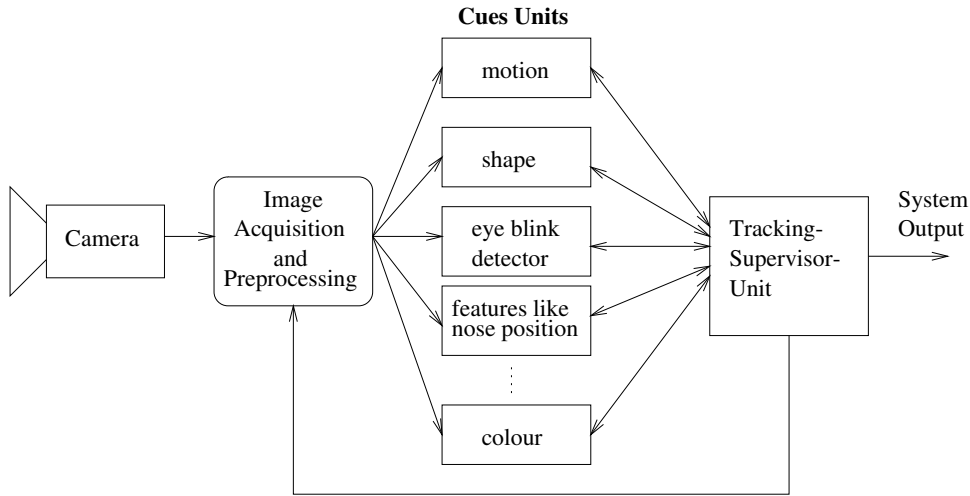 Cues Units
motion
shape
eye blink
detector
features like
nose position
colour
Camera
Image
Acquisition
and
Preprocessing
Tracking-
Supervisor-
Unit
System
Output